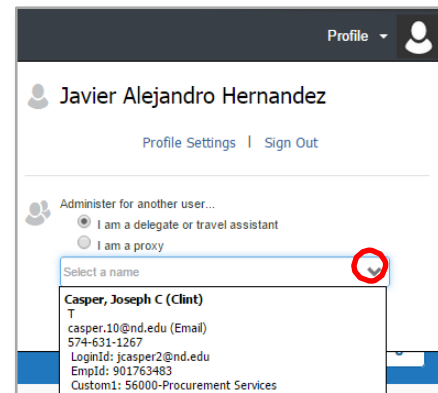 Profile
Javier Alejandro Hernandez
Profile Settings | Sign Out
Administer for another user...
I am a delegate or travel assistant
I am a proxy
Select a name
Casper, Joseph C (Clint)
T
casper.10@nd.edu (Email)
574-631-1267
LoginId: jcasper2@nd.edu
EmpId: 901763483
Custom1: 56000-Procurement Services